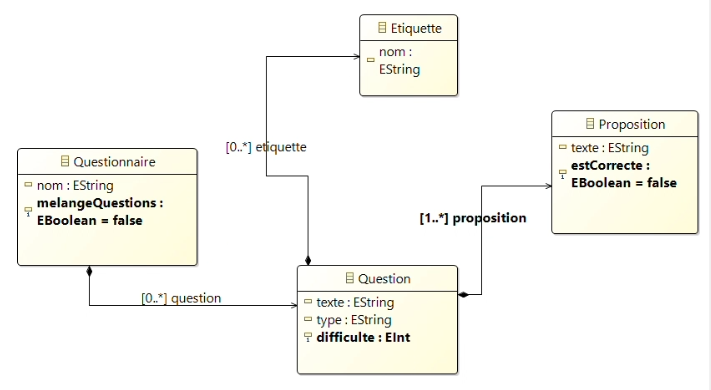 Etiquette
nom :
EString
Proposition
texte : EString
estCorrecte :
EBoolean = false
[0..*] etiquette
Questionnaire
nom : EString
melangeQuestions :
EBoolean = false
[1..*] proposition
Question
[0..*] question
texte : EString
type : EString
difficulte : EInt